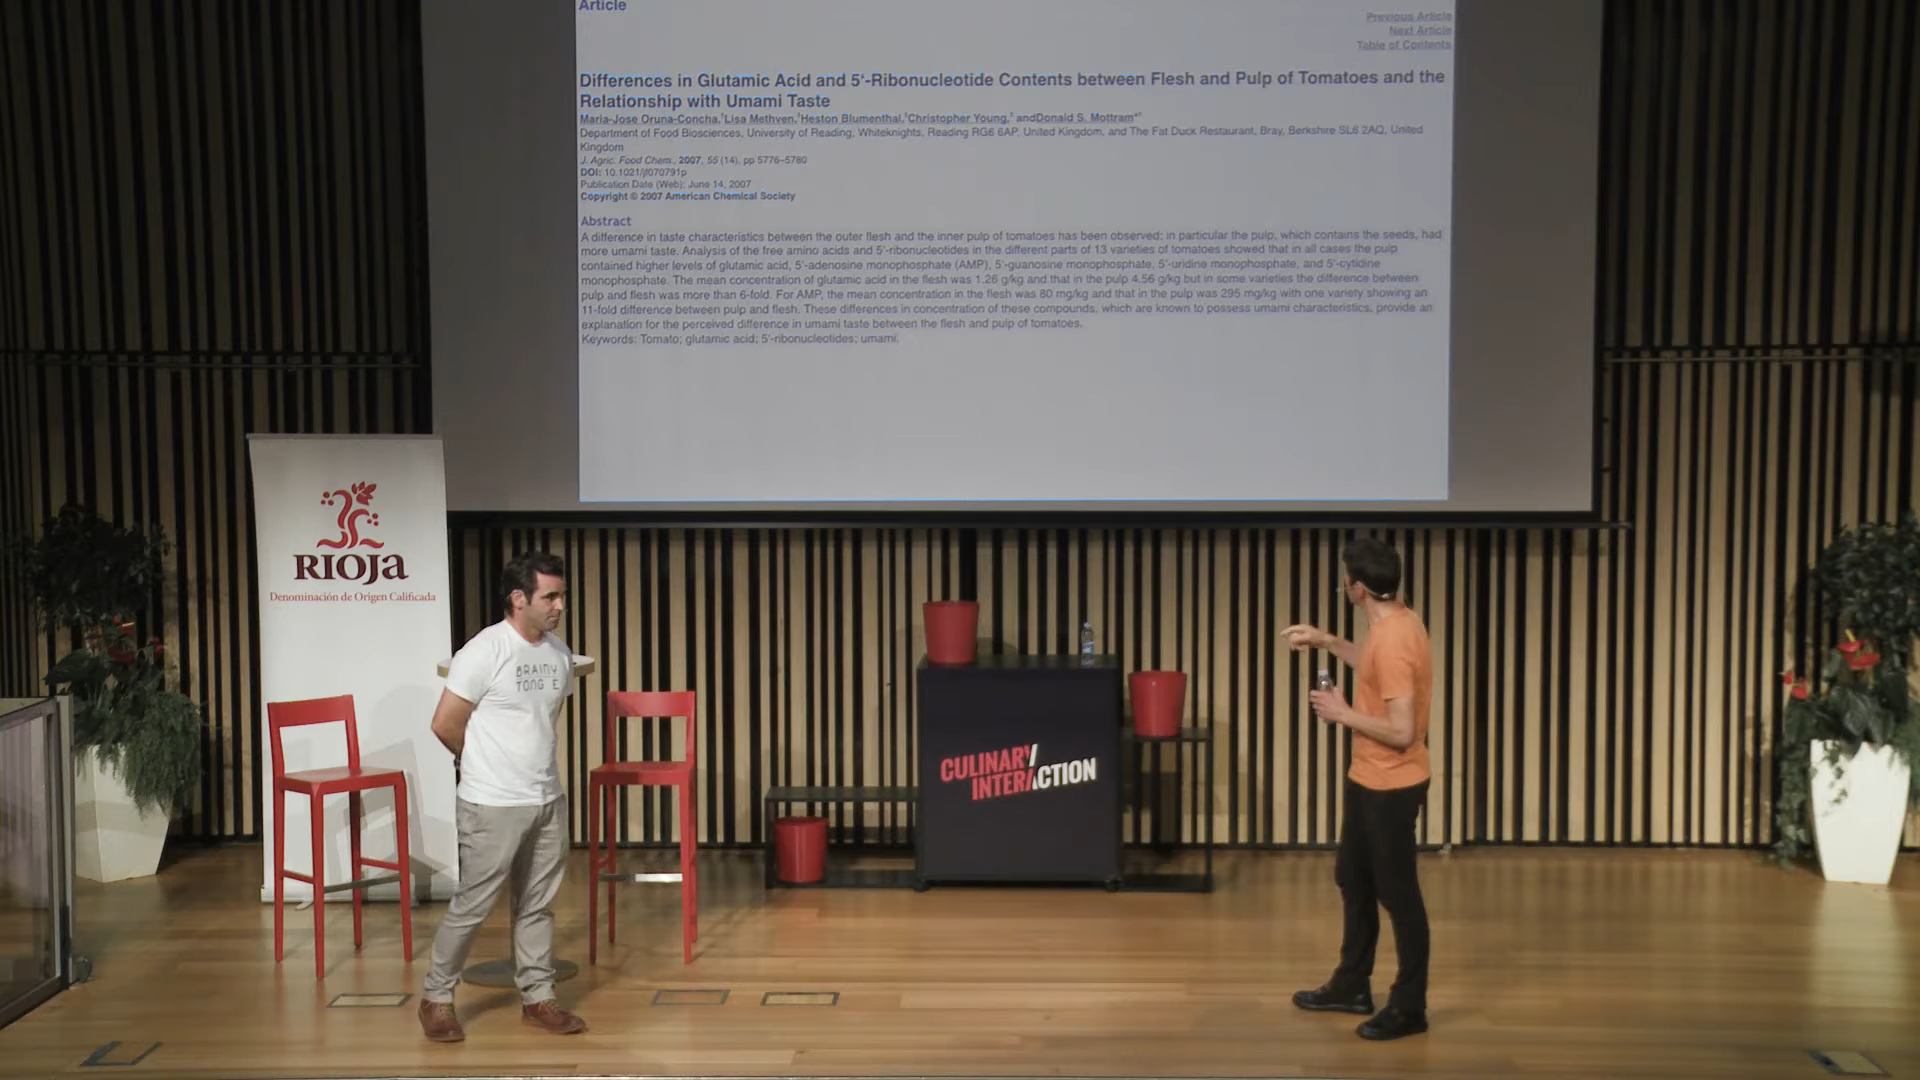 Article
Previous Article
Next Article
Table of Contents
Differences in Glutamic Acid and 5'-Ribonucleotide Contents between Flesh and Pulp of Tomatoes and the
Relationship with Umami Taste
Maria-Jose Oruna-Concha,†Lisa Methven,†Heston Blumenthal,‡Christopher Young,‡ andDonald S. Mottram*†
Department of Food Biosciences, University of Reading, Whiteknights, Reading RG6 6AP, United Kingdom, and The Fat Duck Restaurant, Bray, Berkshire SL6 2AQ, United
Kingdom
J. Agric. Food Chem., 2007, 55 (14), pp 5776–5780
DOI: 10.1021/jf070791p
Publication Date (Web): June 14, 2007
Copyright © 2007 American Chemical Society
Abstract
A difference in taste characteristics between the outer flesh and the inner pulp of tomatoes has been observed; in particular the pulp, which contains the seeds, had
more umami taste. Analysis of the free amino acids and 5'-ribonucleotides in the different parts of 13 varieties of tomatoes showed that in all cases the pulp
contained higher levels of glutamic acid, 5'-adenosine monophosphate (AMP), 5'-guanosine monophosphate, 5'-uridine monophosphate, and 5'-cytidine
monophosphate. The mean concentration of glutamic acid in the flesh was 1.26 g/kg and that in the pulp 4.56 g/kg but in some varieties the difference between
pulp and flesh was more than 6-fold. For AMP, the mean concentration in the flesh was 80 mg/kg and that in the pulp was 295 mg/kg with one variety showing an
11-fold difference between pulp and flesh. These differences in concentration of these compounds, which are known to possess umami characteristics, provide an
explanation for the perceived difference in umami taste between the flesh and pulp of tomatoes.
Keywords: Tomato; glutamic acid; 5'-ribonucleotides; umami.
RIOJa
Denominación de Origen Calificada
BRAINY
TONG E
CULINARY
INTERACTION